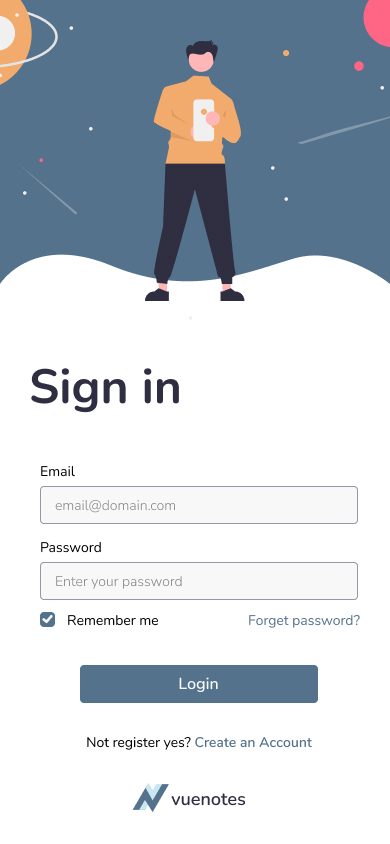 Sign in
Email
email@domain.com
Password
Enter your password
Remember me Forget password?
Login
Not register yes? Create an Account
vuenotes